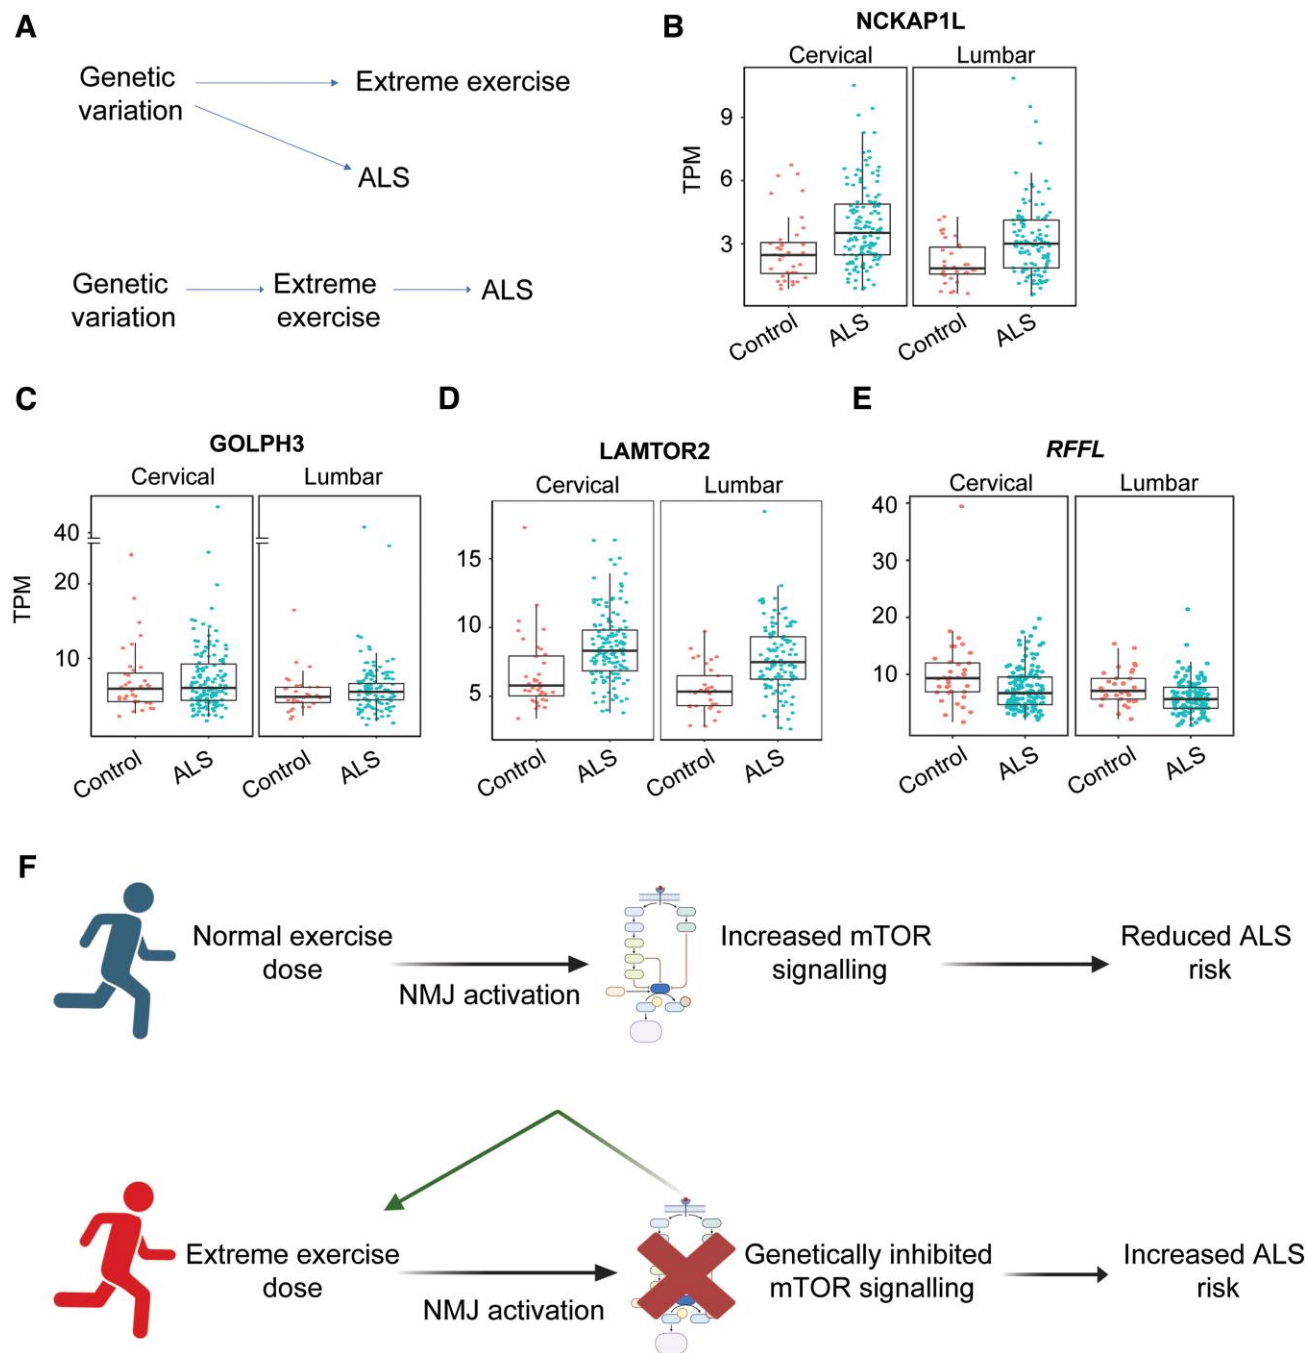 A
Genetic
variation
Extreme exercise
ALS
Genetic
variation
Extreme
exercise
ALS
B
NCKAP1L
Cervical
Lumbar
TPM
9
6
3
Control
ALS
Control
ALS
C
GOLPH3
Cervical
Lumbar
TPM
40
20
10
Control
ALS
Control
ALS
D
LAMTOR2
Cervical
Lumbar
15
10
5
Control
ALS
Control
ALS
E
RFFL
Cervical
Lumbar
40
30
20
10
Control
ALS
Control
ALS
F
Normal exercise
dose
NMJ activation
Increased mTOR
signalling
Reduced ALS
risk
Extreme exercise
dose
NMJ activation
Genetically inhibited
mTOR signalling
Increased ALS
risk